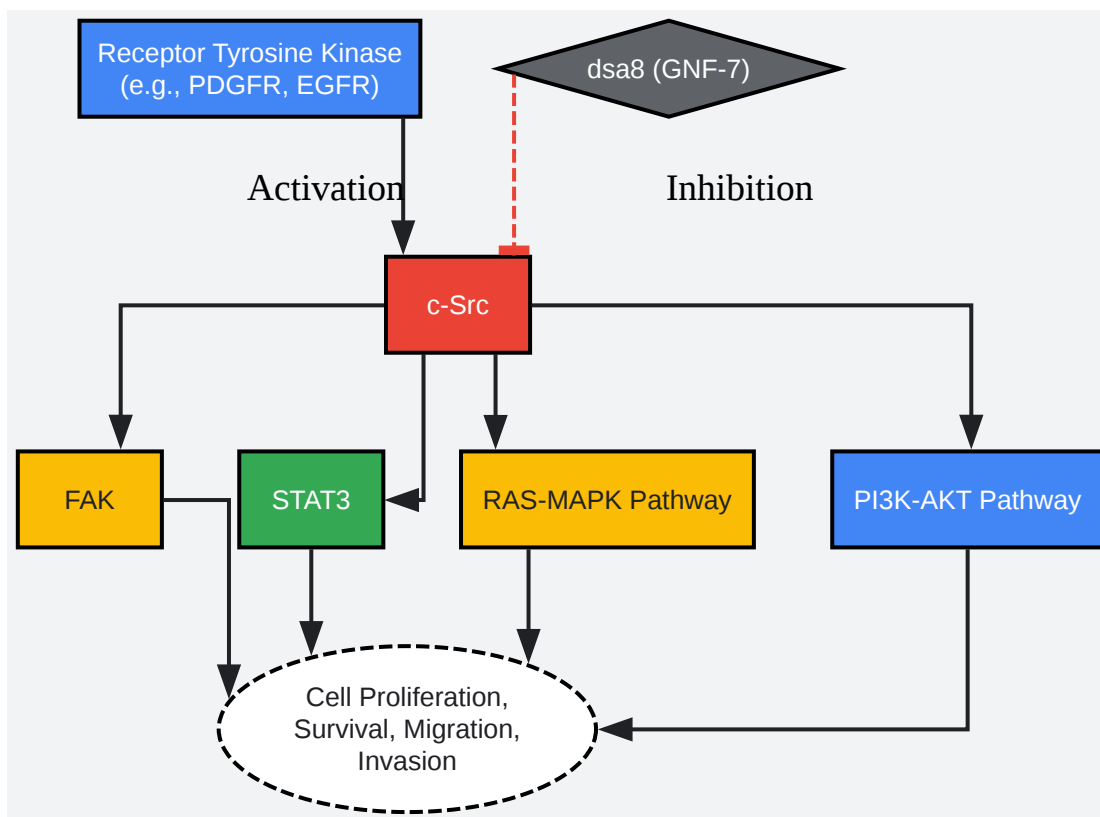 Receptor Tyrosine Kinase
(e.g., PDGFR, EGFR)
dsa8 (GNF-7)
Activation
Inhibition
c-Src
FAK
STAT3
RAS-MAPK Pathway
PI3K-AKT Pathway
Cell Proliferation,
Survival, Migration,
Invasion